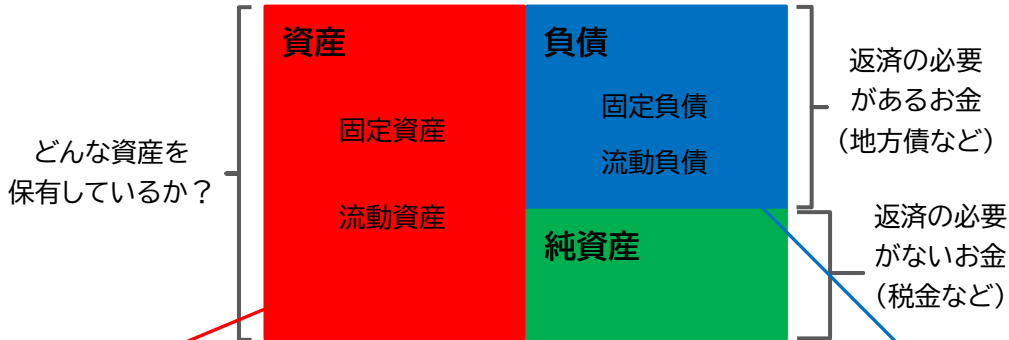 どんな資産を
保有しているか？
資産
固定資産
流動資産
負債
固定負債
流動負債
純資産
返済の必要
があるお金
（地方債など）
返済の必要
がないお金
（税金など）